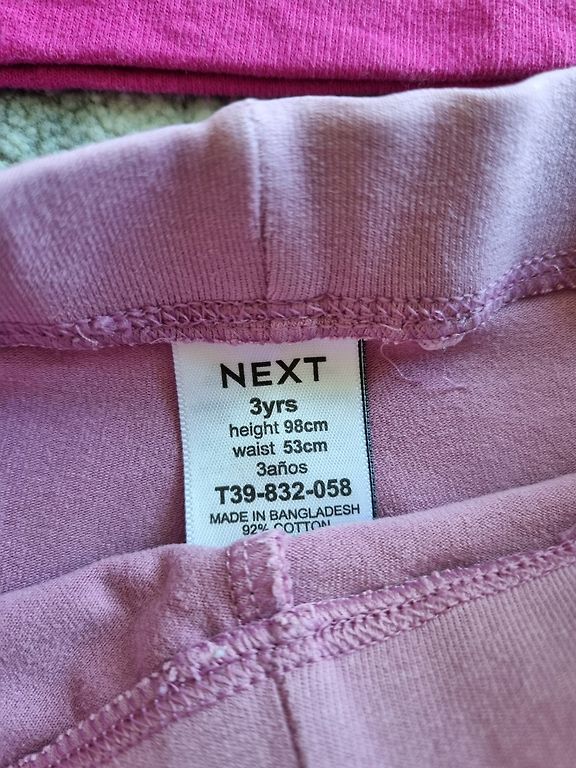 NEXT
3yrs
height 98cm
waist 53cm
3años
T39-832-058
MADE IN BANGLADESH
92% COTTON